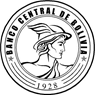 BANCO CENTRAL DE BOLIVIA
1928